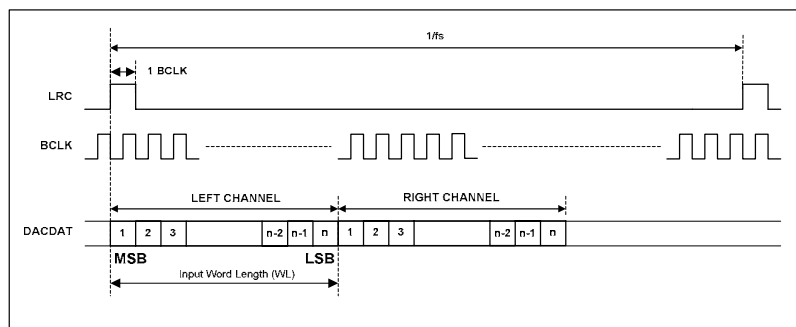 1/fs
1 BCLK
LRC
BCLK
LEFT CHANNEL
RIGHT CHANNEL
DACDAT
1 2 3 n-2 n-1 n 1 2 3 n-2 n-1 n
MSB LSB
Input Word Length (WL)